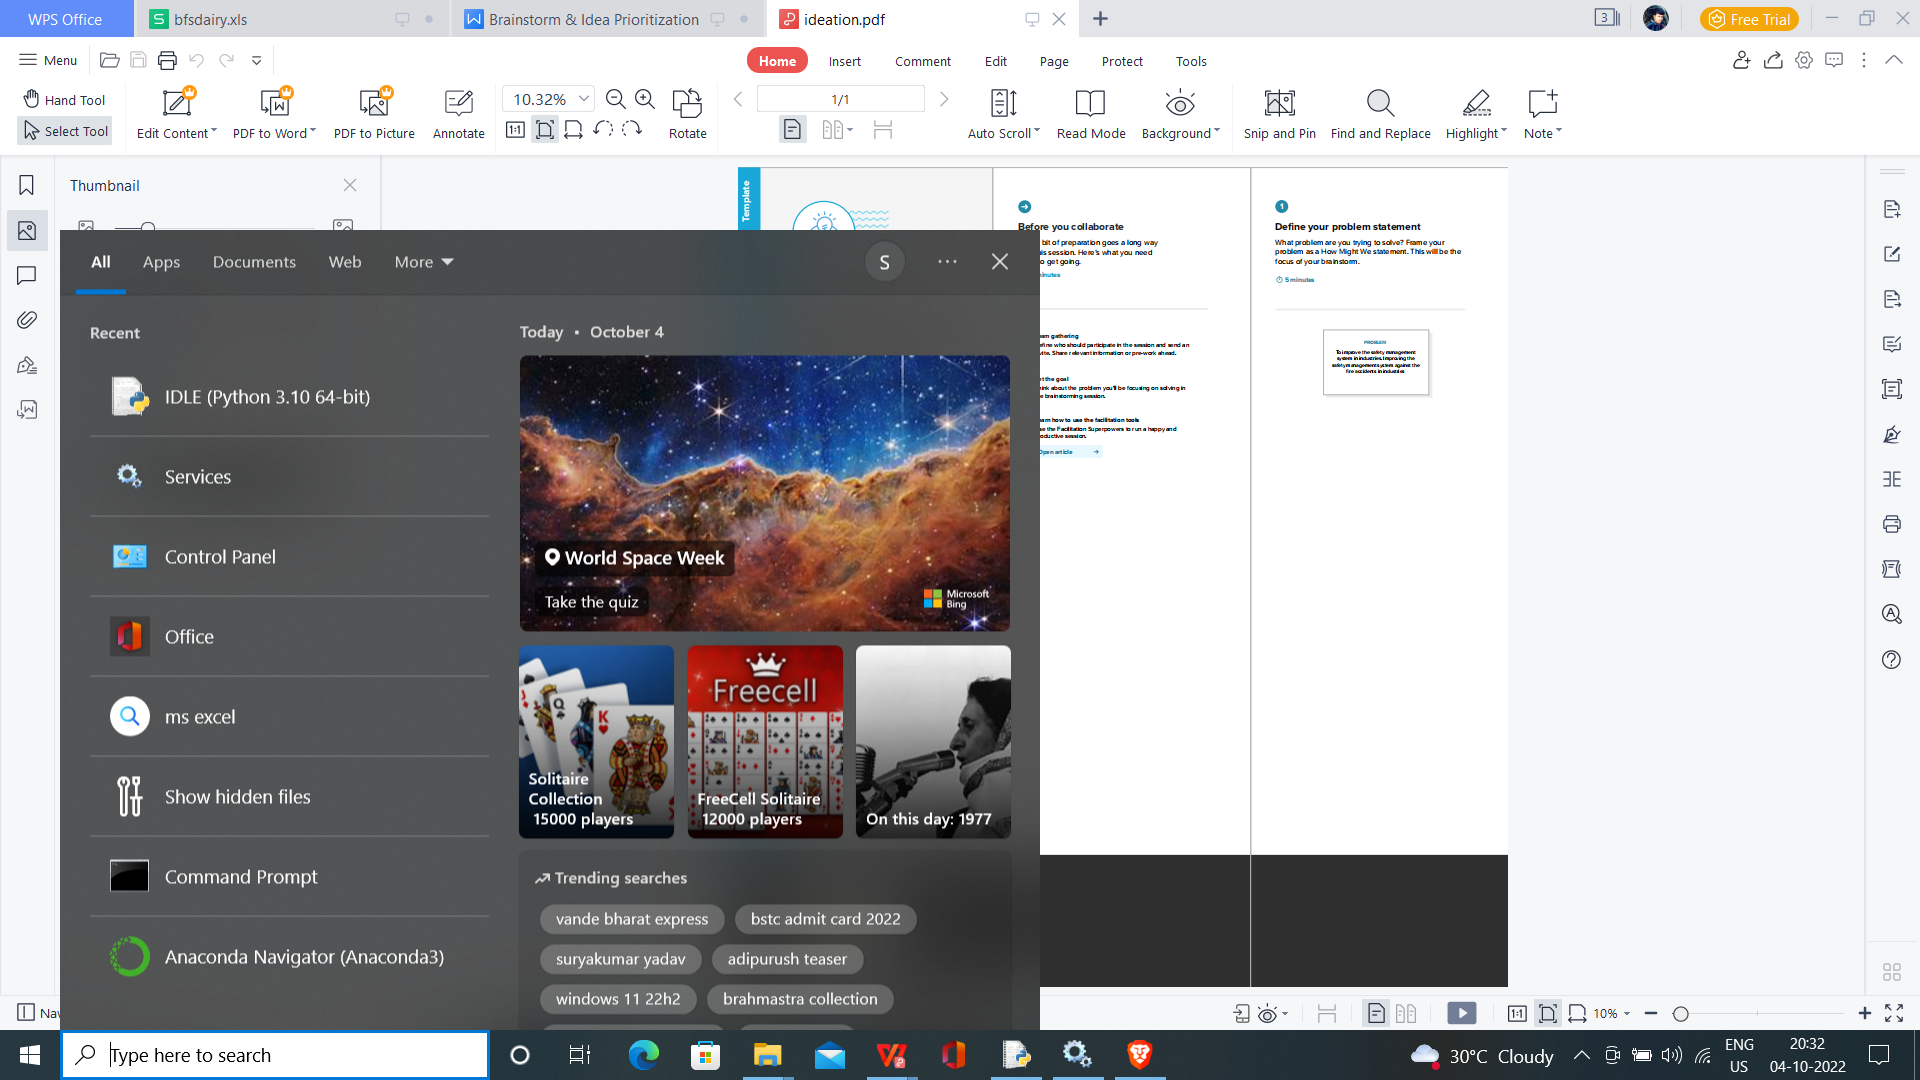 WPS Office
bfsdairy.xls
Brainstorm & Idea Prioritization
ideation.pdf
3
Free Trial
Menu
Home
Insert
Comment
Edit
Page
Protect
Tools
Hand Tool
Select Tool
Edit Content
PDF to Word
PDF to Picture
Annotate
10.32%
1:1
Rotate
1/1
Auto Scroll
Read Mode
Background
Snip and Pin
Find and Replace
Highlight
Note
Thumbnail
Template
Before you collaborate
bit of preparation goes a long way
is session. Here's what you need
o get going.
inutes
am gathering
fine who should participate in the session and send an
vite. Share relevant information or pre-work ahead.
t the goal
ink about the problem you'll be focusing on solving in
e brainstorming session.
arn how to use the facilitation tools
se the Facilitation Superpowers to run a happy and
oductive session.
Open article
1
Define your problem statement
What problem are you trying to solve? Frame your
problem as a How Might We statement. This will be the
focus of your brainstorm.
5 minutes
PROBLEM
To improve the safety management
system in industries. Improving the
safety management system against the
fire accidents in industries
All
Apps
Documents
Web
More
S
Recent
IDLE (Python 3.10 64-bit)
Services
Control Panel
Office
ms excel
Show hidden files
Command Prompt
Anaconda Navigator (Anaconda3)
Today • October 4
World Space Week
Take the quiz
Microsoft
Bing
Solitaire
Collection
15000 players
Freecell
FreeCell Solitaire
12000 players
On this day: 1977
Trending searches
vande bharat express
bstc admit card 2022
suryakumar yadav
adipurush teaser
windows 11 22h2
brahmastra collection
Nav
1:1
10%
Type here to search
30°C Cloudy
ENG
US
20:32
04-10-2022